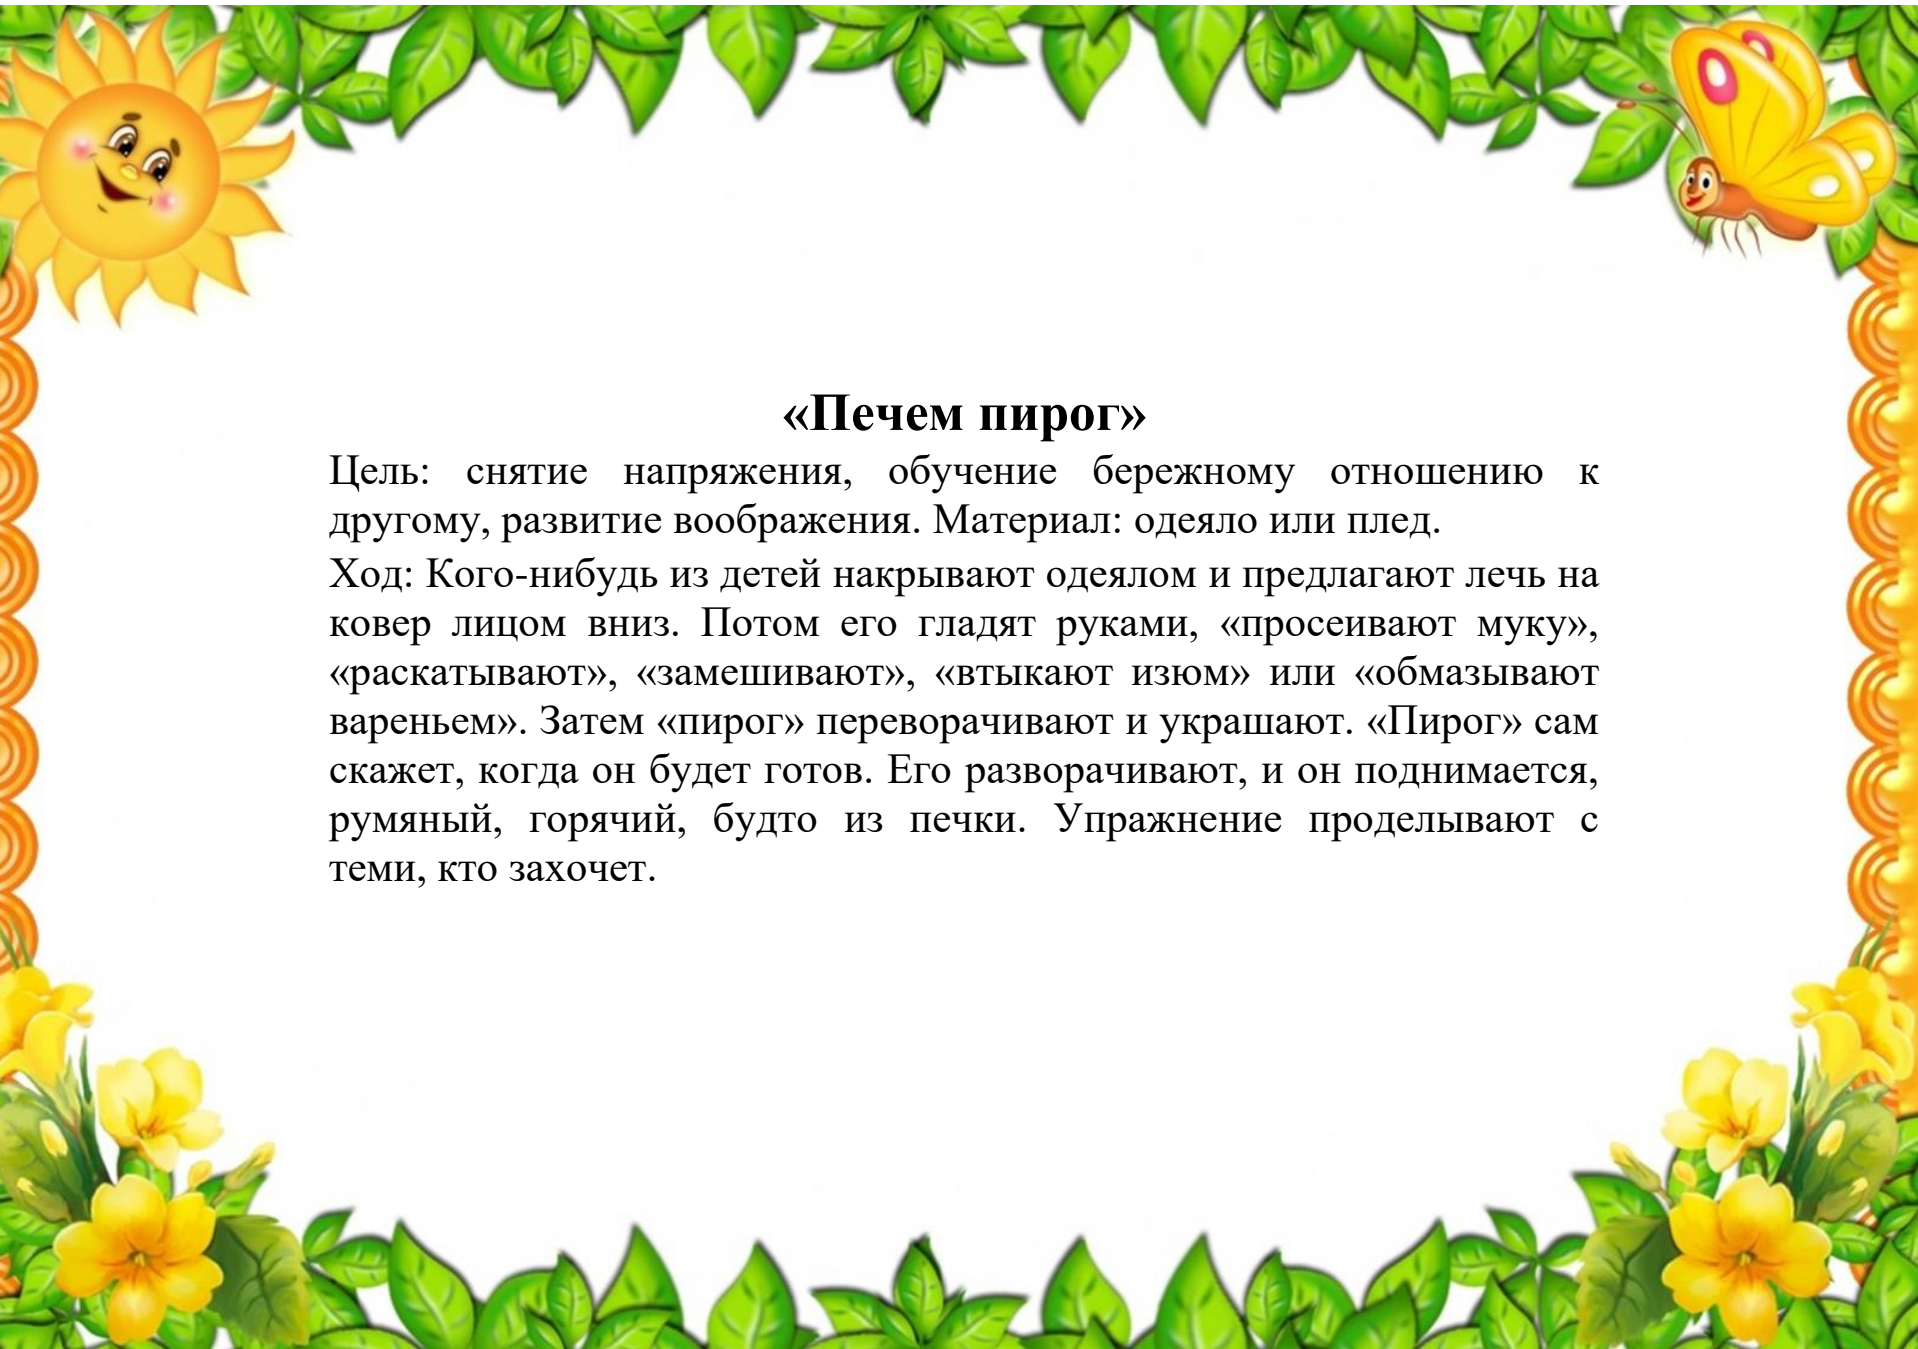 «Печем пирог»
Цель: снятие напряжения, обучение бережному отношению к
другому, развитие воображения. Материал: одеяло или плед.
Ход: Кого-нибудь из детей накрывают одеялом и предлагают лечь на
ковер лицом вниз. Потом его гладят руками, «просеивают муку»,
«раскатывают», «замешивают», «втыкают изюм» или «обмазывают
вареньем». Затем «пирог» переворачивают и украшают. «Пирог» сам
скажет, когда он будет готов. Его разворачивают, и он поднимается,
румяный, горячий, будто из печки. Упражнение проделывают с
теми, кто захочет.